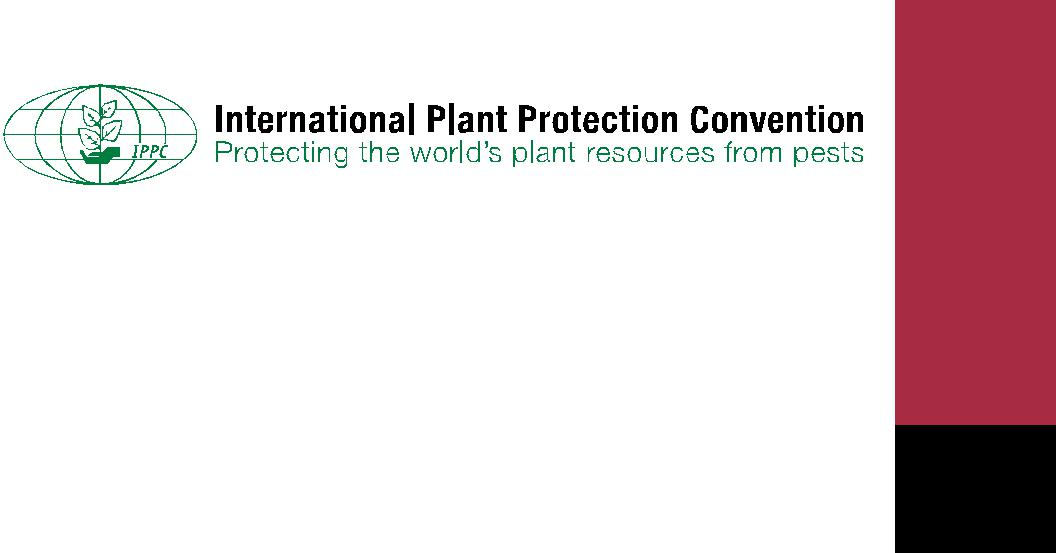 International Plant Protection Convention
Protecting the world's plant resources from pests
IPPC